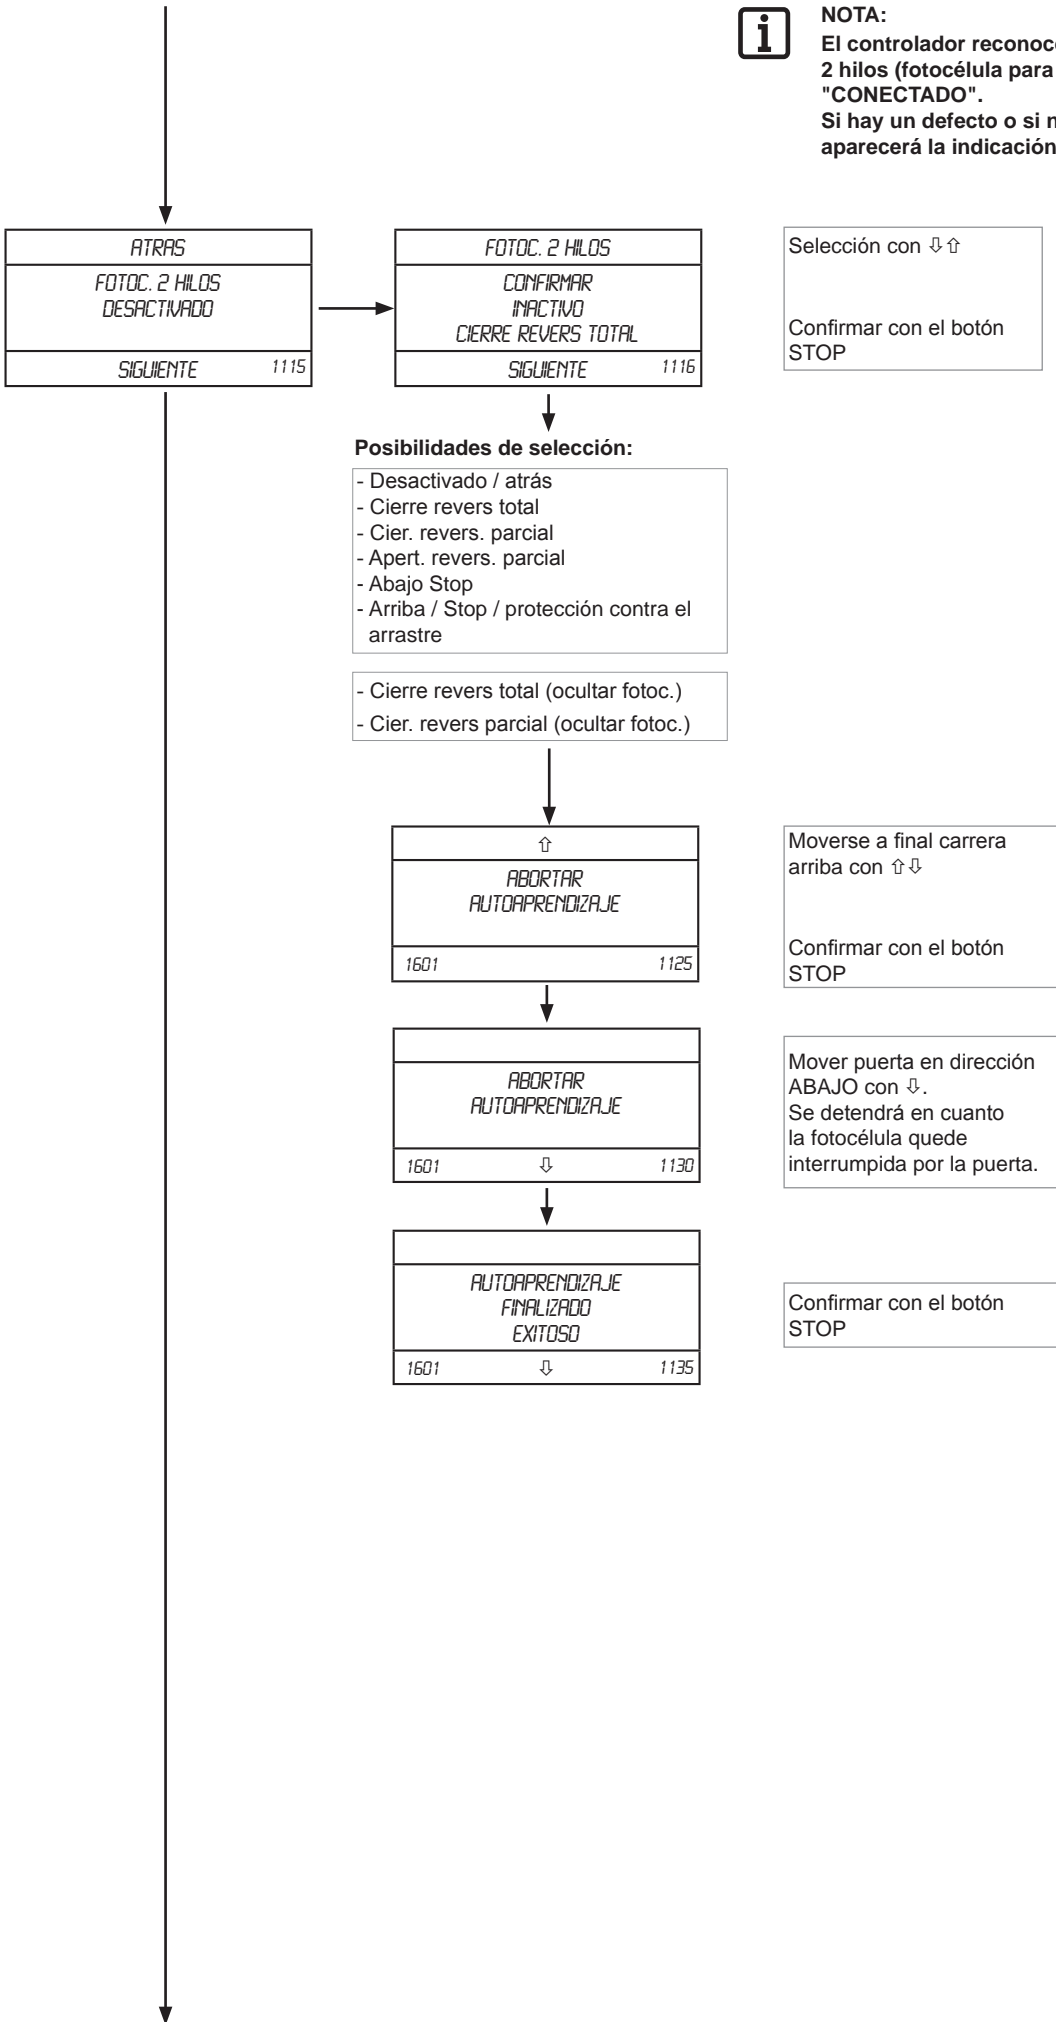 NOTA:
El controlador reconoce
2 hilos (fotocélula para
"CONECTADO".
Si hay un defecto o si n
aparecerá la indicación
ATRAS
FOTOC. 2 HILOS
DESACTIVADO
SIGUIENTE 1115
FOTOC. 2 HILOS
CONFIRMAR
INACTIVO
CIERRE REVERS TOTAL
SIGUIENTE 1116
Selección con ⇩⇧
Confirmar con el botón
STOP
Posibilidades de selección:
- Desactivado / atrás
- Cierre revers total
- Cier. revers. parcial
- Apert. revers. parcial
- Abajo Stop
- Arriba / Stop / protección contra el
arrastre
- Cierre revers total (ocultar fotoc.)
- Cier. revers parcial (ocultar fotoc.)
⇧
ABORTAR
AUTOAPRENDIZAJE
1601 1125
Moverse a final carrera
arriba con ⇧⇩
Confirmar con el botón
STOP
ABORTAR
AUTOAPRENDIZAJE
1601 ⇩ 1130
Mover puerta en dirección
ABAJO con ⇩.
Se detendrá en cuanto
la fotocélula quede
interrumpida por la puerta.
AUTOAPRENDIZAJE
FINALIZADO
EXITOSO
1601 ⇩ 1135
Confirmar con el botón
STOP